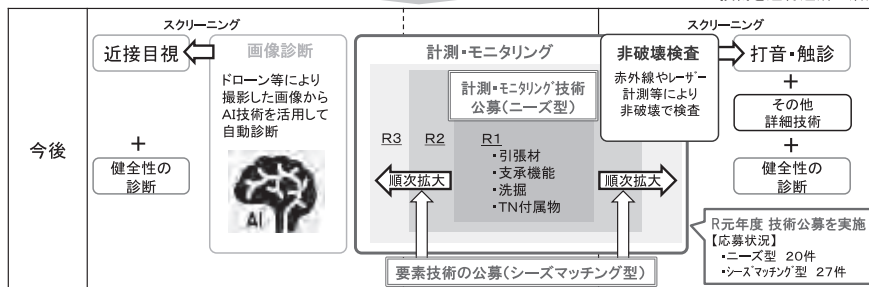 スクリーニング
スクリーニング
今後
近接目視
+
健全性の
診断
画像診断
ドローン等により
撮影した画像から
AI技術を活用して
自動診断
AI
計測・モニタリング
計測・モニタリング技術
公募(ニーズ型)
R3
R2
R1
・引張材
・支承機能
・洗掘
・TN付属物
順次拡大
順次拡大
要素技術の公募(シーズマッチング型)
非破壊検査
赤外線やレーザー
計測等により
非破壊で検査
打音・触診
+
その他
詳細技術
+
健全性の
診断
R元年度 技術公募を実施
【応募状況】
・ニーズ型 20件
・シーズマッチング型 27件